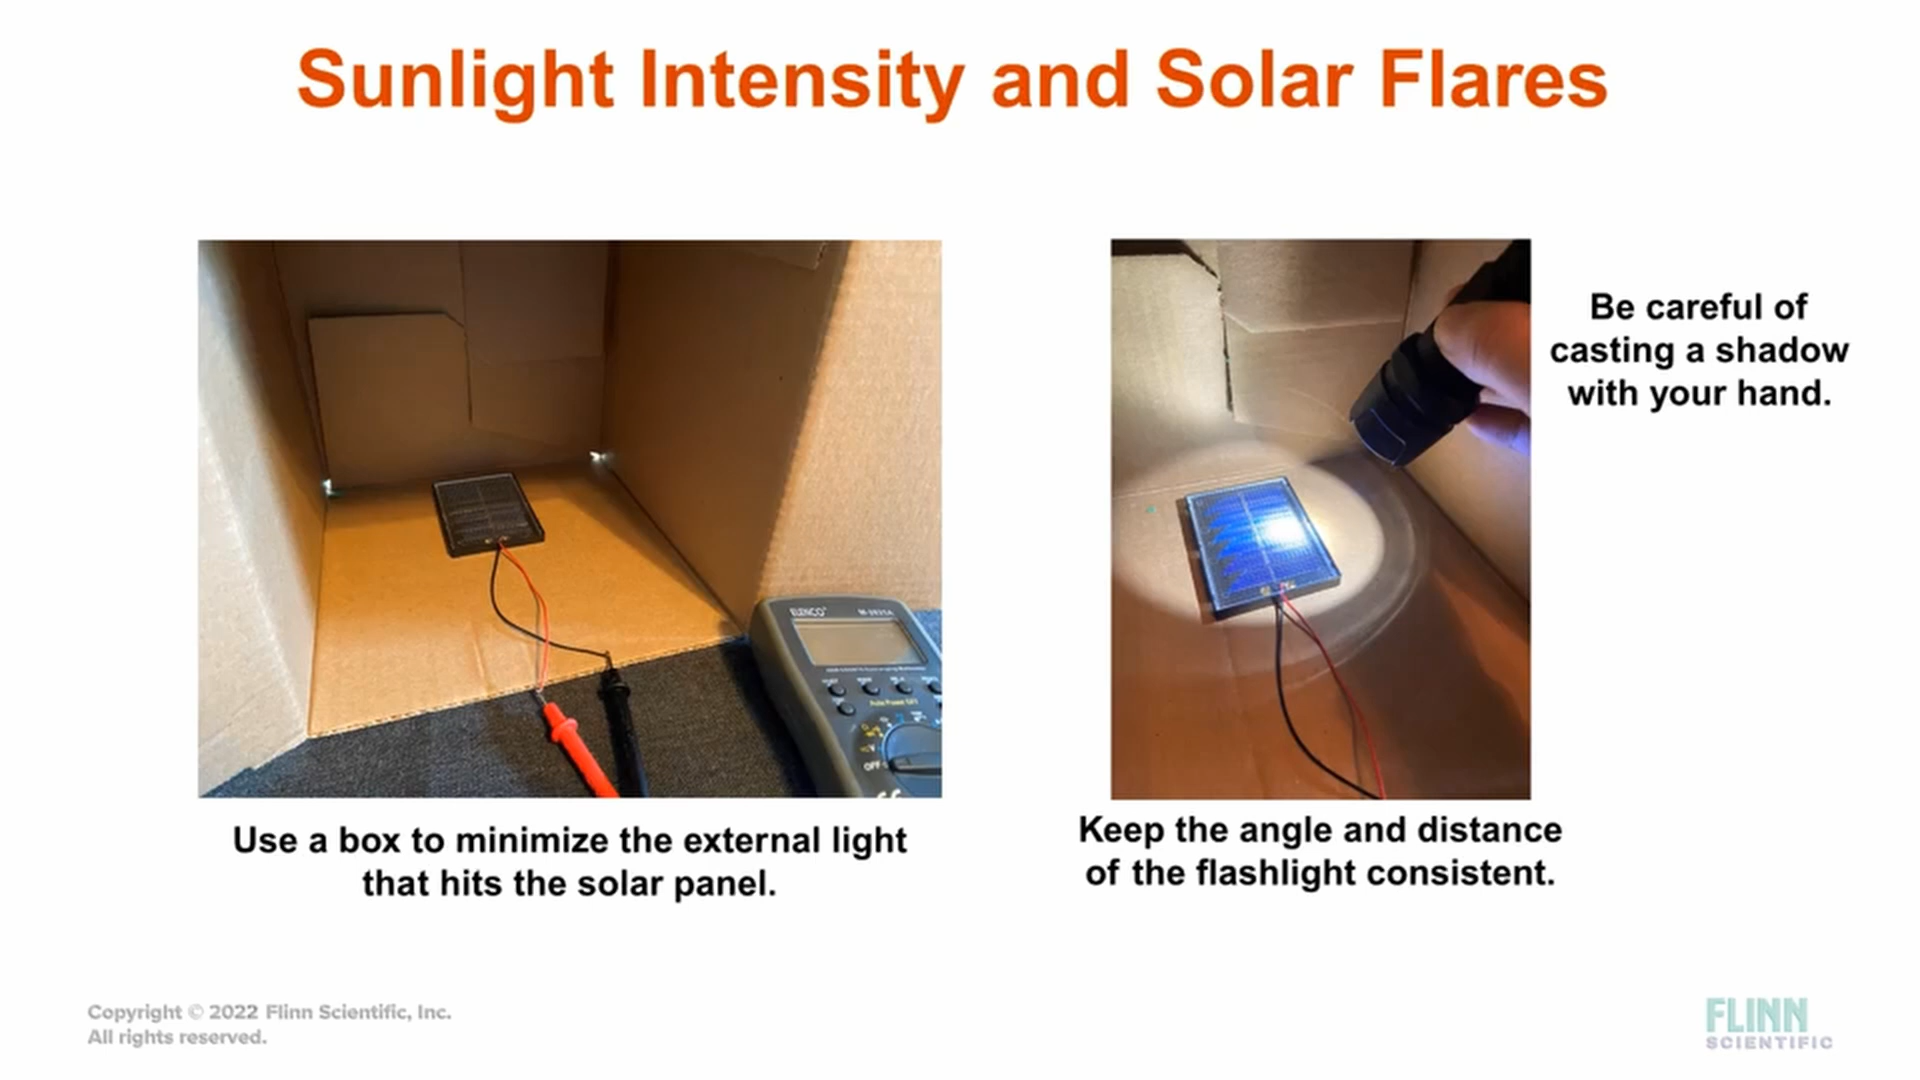 Sunlight Intensity and Solar Flares
Be careful of
casting a shadow
with your hand.
ELENCO
OFF
Use a box to minimize the external light
that hits the solar panel.
Keep the angle and distance
of the flashlight consistent.
Copyright © 2022 Flinn Scientific, Inc.
All rights reserved.
FLINN
SCIENTIFIC